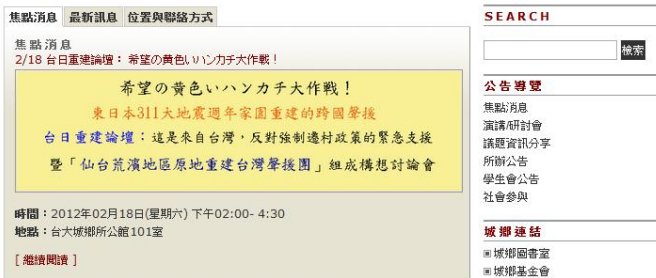 焦點消息
最新訊息
位置與聯絡方式
焦點消息
2/18 台日重建論壇： 希望の黄色いハンカチ大作戰！
希望の黄色いハンカチ大作戰！
東日本311大地震週年家園重建的跨國聲援
台日重建論壇：這是來自台灣，反對強制遷村政策的緊急支援
暨「仙台荒濱地區原地重建台灣聲援團」組成構想討論會
時間：2012年02月18日(星期六) 下午02:00- 4:30
地點：台大城鄉所公館101室
[ 繼續閱讀 ]
SEARCH
檢索
公告導覽
焦點消息
演講/研討會
議題資訊分享
所辦公告
學生會公告
社會參與
城鄉連結
城鄉圖書室
城鄉基金會